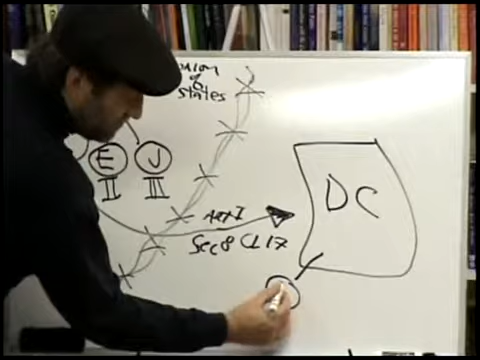 union
of
states
E
J
II
III
Art I
Sec 8 CL 17
DC